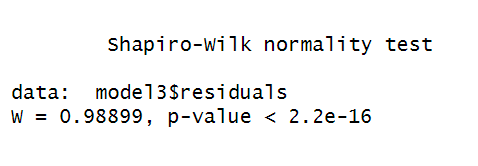 Shapiro-Wilk normality test
data:  model3$residuals
W = 0.98899, p-value < 2.2e-16